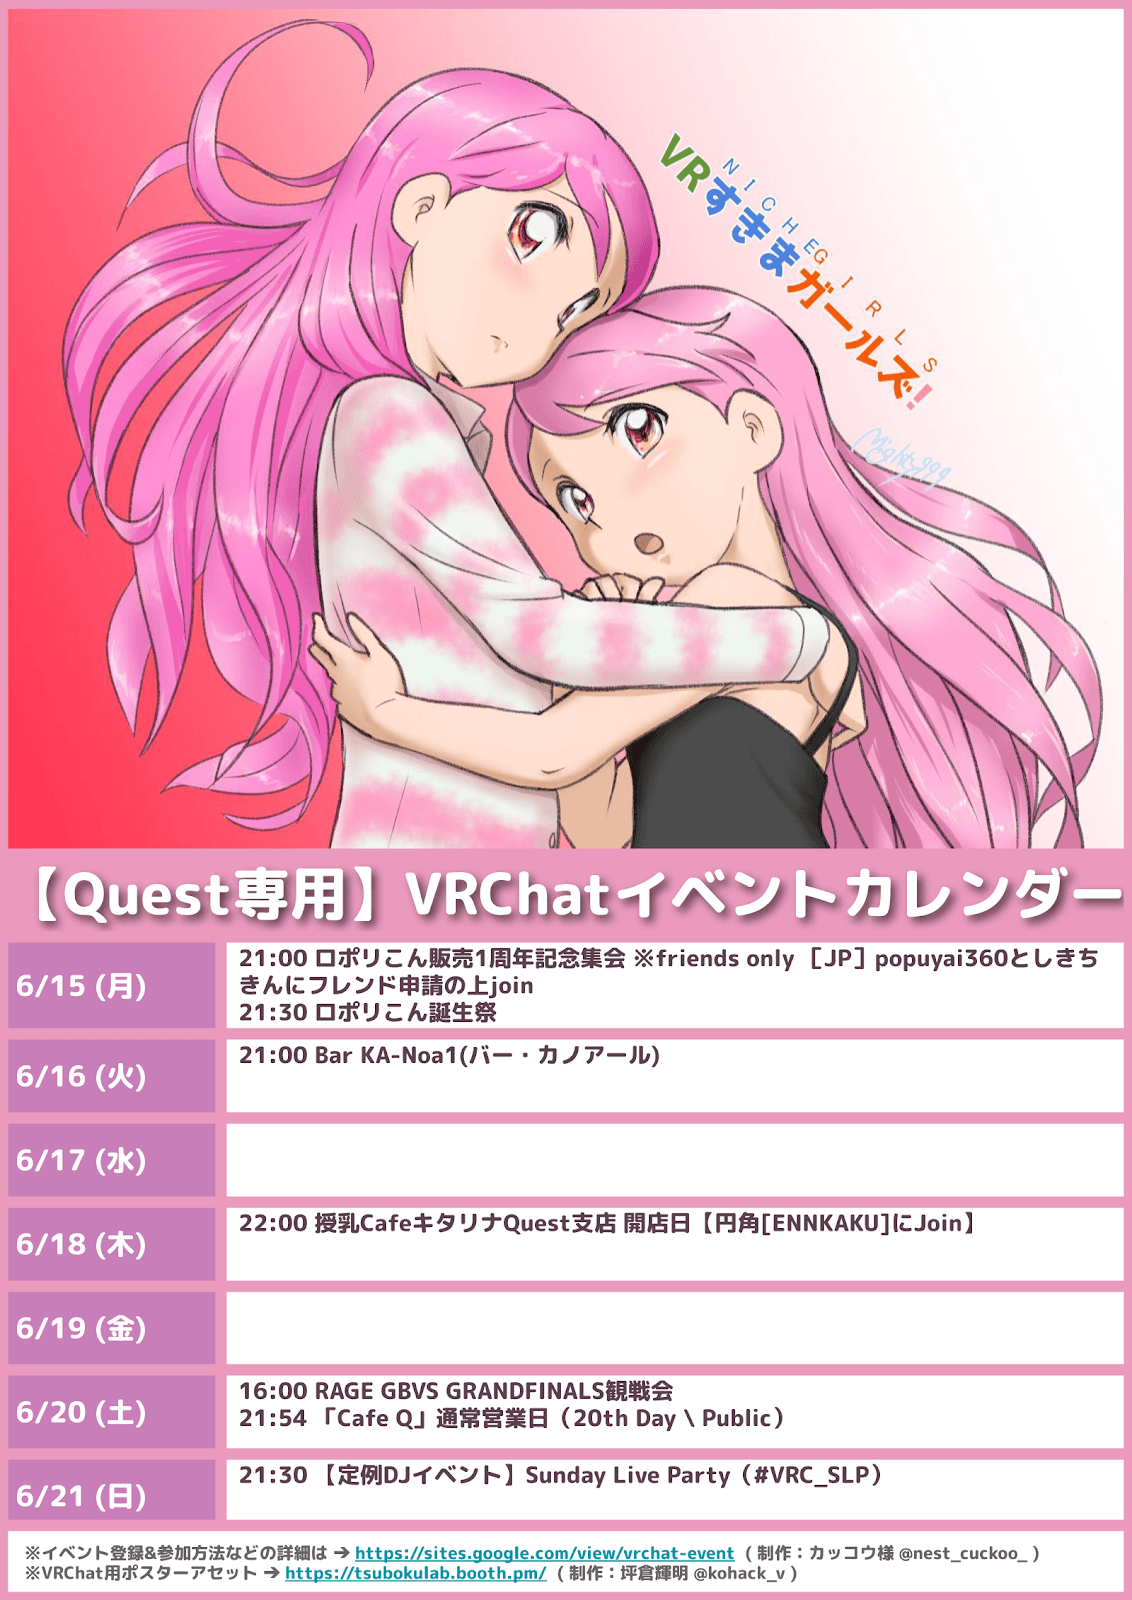 NICHEGIRLS
VRすきまガールズ!
Mighty999
【Quest専用】VRChatイベントカレンダー
6/15 (月)
21:00 ロポリこん販売1周年記念集会 ※friends only ［JP］popuyai360としきち
きんにフレンド申請の上join
21:30 ロポリこん誕生祭
6/16 (火)
21:00 Bar KA-Noa1(バー・カノアール)
6/17 (水)
6/18 (木)
22:00 授乳CafeキタリナQuest支店 開店日【円角[ENNKAKU]にJoin】
6/19 (金)
6/20 (土)
16:00 RAGE GBVS GRANDFINALS観戦会
21:54 「Cafe Q」通常営業日（20th Day \ Public）
6/21 (日)
21:30 【定例DJイベント】Sunday Live Party（#VRC_SLP）
※イベント登録&参加方法などの詳細は ➔ https://sites.google.com/view/vrchat-event （ 制作：カッコウ様 @nest_cuckoo_ ）
※VRChat用ポスターアセット ➔ https://tsubokulab.booth.pm/ （ 制作：坪倉輝明 @kohack_v ）